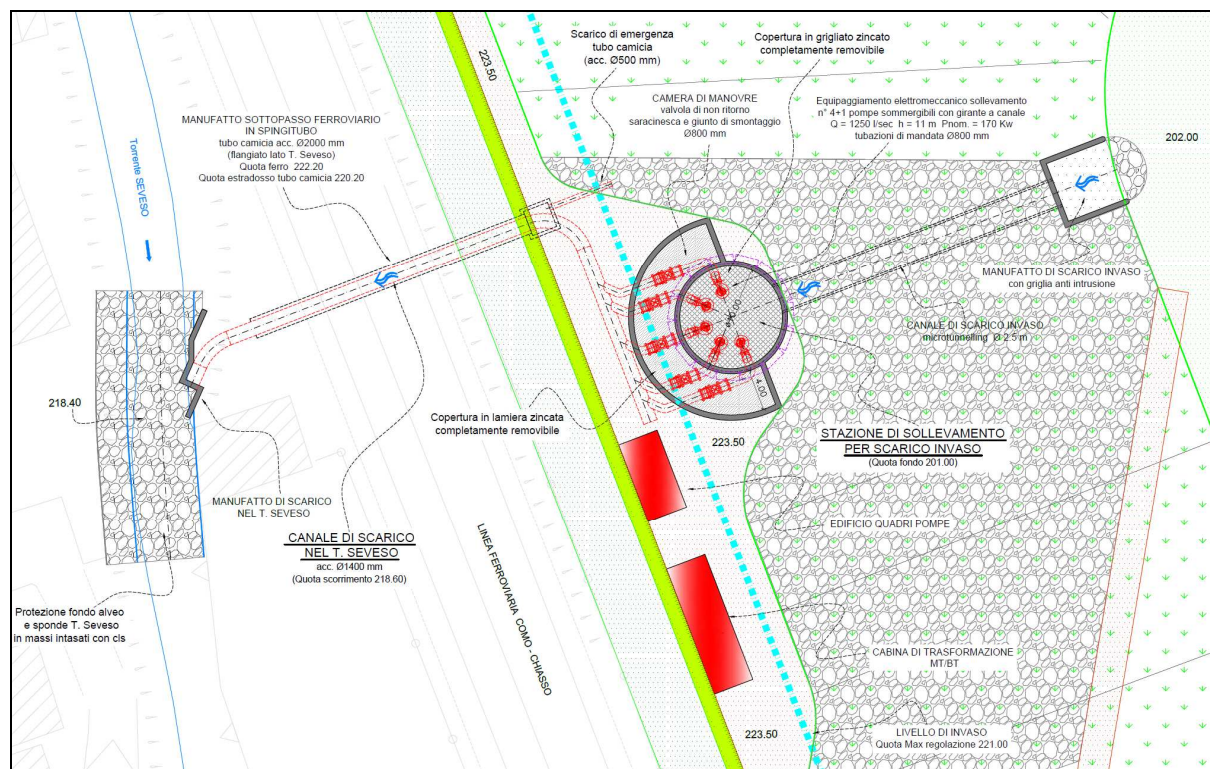 Scarico di emergenza
tubo camicia
(acc. Ø500 mm)
Copertura in grigliato zincato
completamente removibile
223.50
CAMERA DI MANOVRE
valvola di non ritorno
saracinesca e giunto di smontaggio
Ø800 mm
Equipaggiamento elettromeccanico sollevamento
n° 4+1 pompe sommergibili con girante a canale
Q = 1250 l/sec h = 11 m Pnom. = 170 Kw
tubazioni di mandata Ø800 mm
MANUFATTO SOTTOPASSO FERROVIARIO
IN SPINGITUBO
tubo camicia acc. Ø2000 mm
(flangiato lato T. Seveso)
Quota ferro 222.20
Quota estradosso tubo camicia 220.20
202.00
Torrente SEVESO
MANUFATTO DI SCARICO INVASO
con griglia anti intrusione
CANALE DI SCARICO INVASO
microtunnelling Ø 2.5 m
4.00
218.40
Copertura in lamiera zincata
completamente removibile
223.50
STAZIONE DI SOLLEVAMENTO
PER SCARICO INVASO
(Quota fondo 201.00)
MANUFATTO DI SCARICO
NEL T. SEVESO
CANALE DI SCARICO
NEL T. SEVESO
acc. Ø1400 mm
(Quota scorrimento 218.60)
EDIFICIO QUADRI POMPE
LINEA FERROVIARIA COMO - CHIASSO
Protezione fondo alveo
e sponde T. Seveso
in massi intasati con cls
CABINA DI TRASFORMAZIONE
MT/BT
223.50
LIVELLO DI INVASO
Quota Max regolazione 221.00